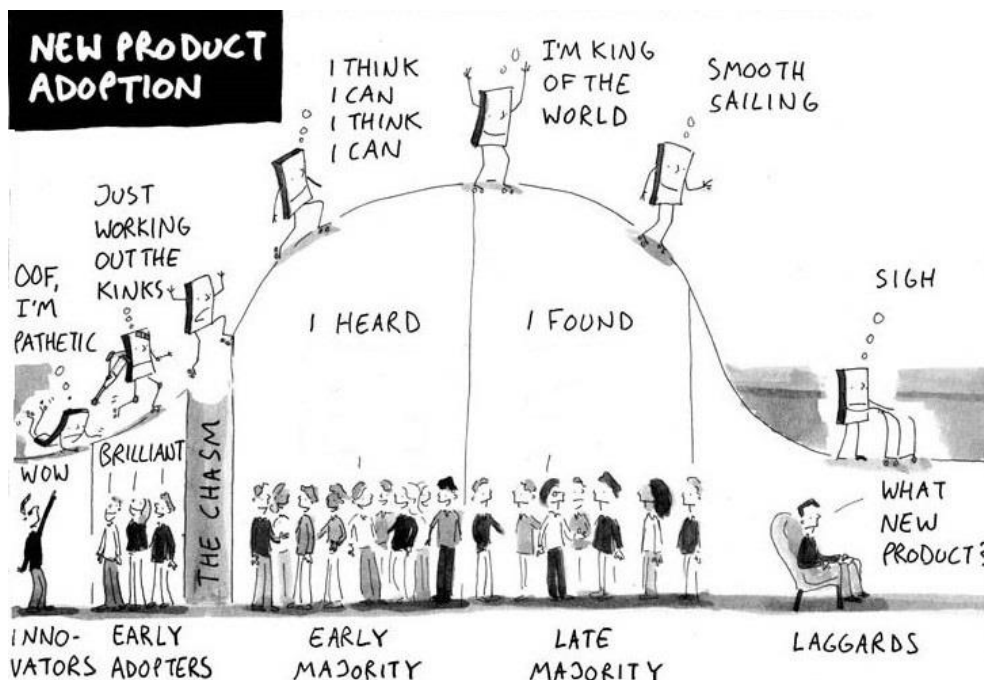 NEW PRODUCT
ADOPTION
OOF,
I'M
PATHETIC
JUST
WORKING
OUT THE
KINKS
I THINK
I CAN
I THINK
I CAN
I'M KING
OF THE
WORLD
SMOOTH
SAILING
SIGH
WOW
BRILLIANT
THE CHASM
I HEARD
I FOUND
WHAT
NEW
PRODUCT?
INNO-
VATORS
EARLY
ADOPTERS
EARLY
MAJORITY
LATE
MAJORITY
LAGGARDS